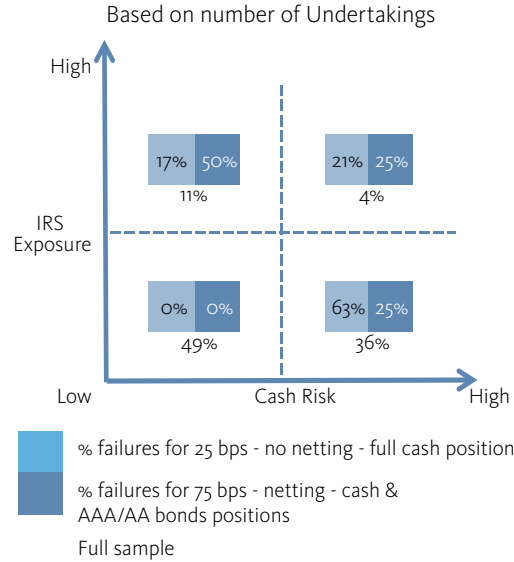 Based on number of Undertakings
High
17% 50%
11%
21% 25%
4%
IRS
Exposure
0% 0%
49%
63% 25%
36%
Low
Cash Risk
High
% failures for 25 bps - no netting - full cash position
% failures for 75 bps - netting - cash &
AAA/AA bonds positions
Full sample